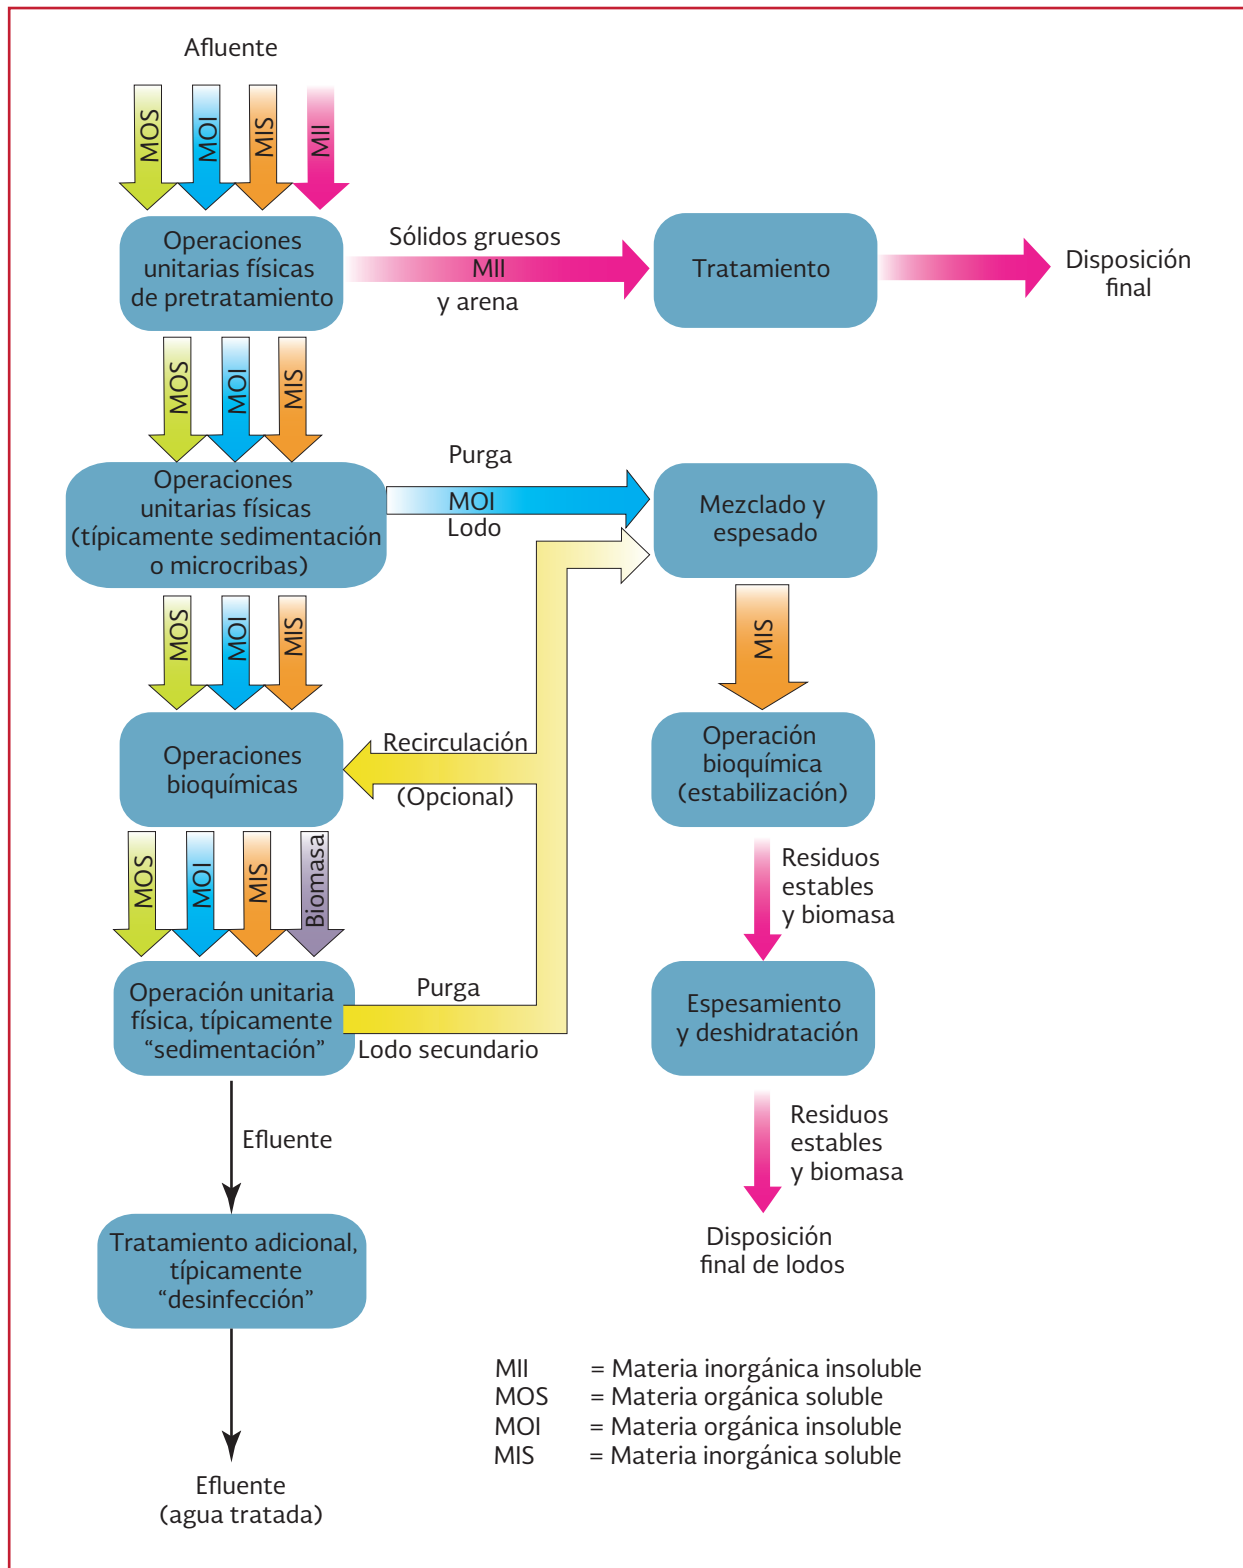 Afluente
MOS
MOI
MIS
MII
Operaciones
unitarias físicas
de pretratamiento
Sólidos gruesos
MII
y arena
Tratamiento
Disposición
final
MOS
MOI
MIS
Operaciones
unitarias físicas
(típicamente sedimentación
o microcribas)
Purga
MOI
Lodo
Mezclado y
espesado
MOS
MOI
MIS
MIS
Operaciones
bioquímicas
Recirculación
(Opcional)
Operación
bioquímica
(estabilización)
MOS
MOI
MIS
Biomasa
Residuos
estables
y biomasa
Operación unitaria
física, típicamente
“sedimentación”
Purga
Lodo secundario
Espesamiento
y deshidratación
Efluente
Residuos
estables
y biomasa
Tratamiento adicional,
típicamente
“desinfección”
Disposición
final de lodos
MII = Materia inorgánica insoluble
MOS = Materia orgánica soluble
MOI = Materia orgánica insoluble
MIS = Materia inorgánica soluble
Efluente
(agua tratada)